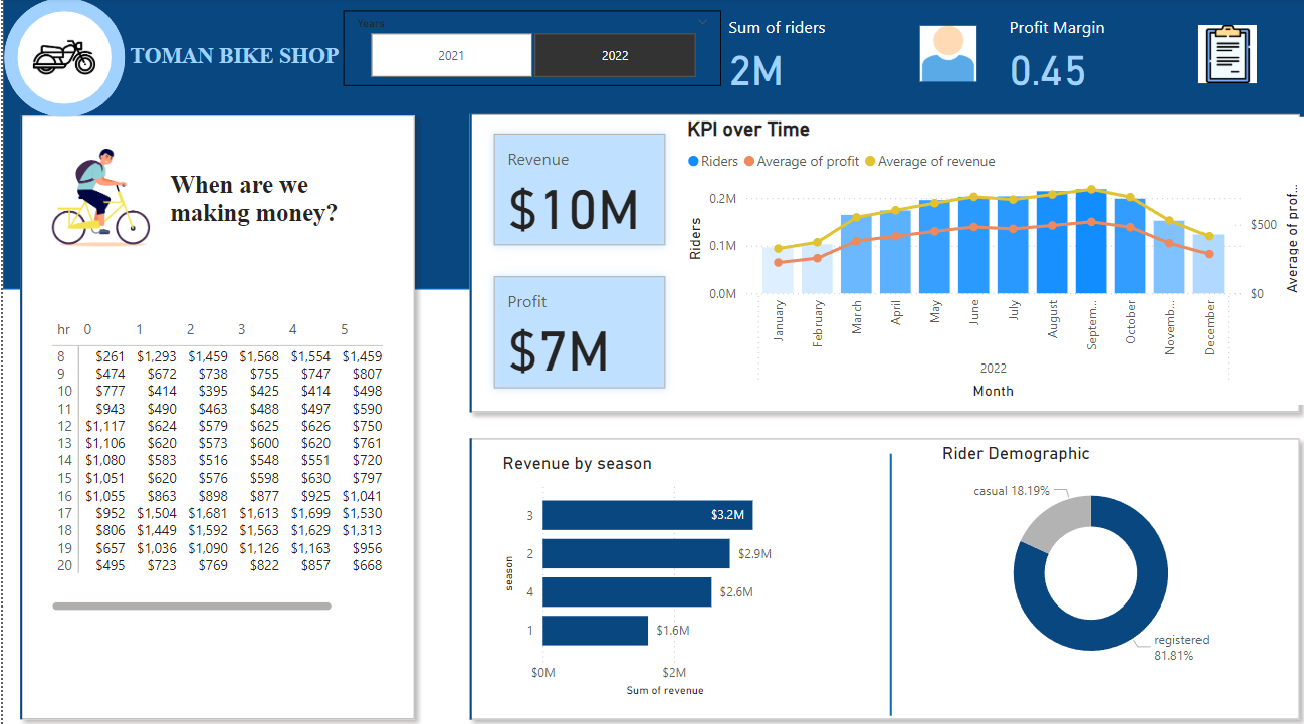 TOMAN BIKE SHOP
Years
2021
2022
Sum of riders
2M
Profit Margin
0.45
When are we
making money?
hr 0 1 2 3 4 5
8 $261 $1,293 $1,459 $1,568 $1,554 $1,459
9 $474 $672 $738 $755 $747 $807
10 $777 $414 $395 $425 $414 $498
11 $943 $490 $463 $488 $497 $590
12 $1,117 $624 $579 $625 $626 $750
13 $1,106 $620 $573 $600 $620 $761
14 $1,080 $583 $516 $548 $551 $720
15 $1,051 $620 $576 $598 $630 $797
16 $1,055 $863 $898 $877 $925 $1,041
17 $952 $1,504 $1,681 $1,613 $1,699 $1,530
18 $806 $1,449 $1,592 $1,563 $1,629 $1,313
19 $657 $1,036 $1,090 $1,126 $1,163 $956
20 $495 $723 $769 $822 $857 $668
Revenue
$10M
Profit
$7M
KPI over Time
Riders Average of profit Average of revenue
Riders
0.2M
0.1M
0.0M
$500
$0
Average of prof...
January
February
March
April
May
June
July
August
Septem...
October
Novemb...
December
2022
Month
Revenue by season
season
3 $3.2M
2 $2.9M
4 $2.6M
1 $1.6M
$0M $2M
Sum of revenue
Rider Demographic
casual 18.19%
registered
81.81%